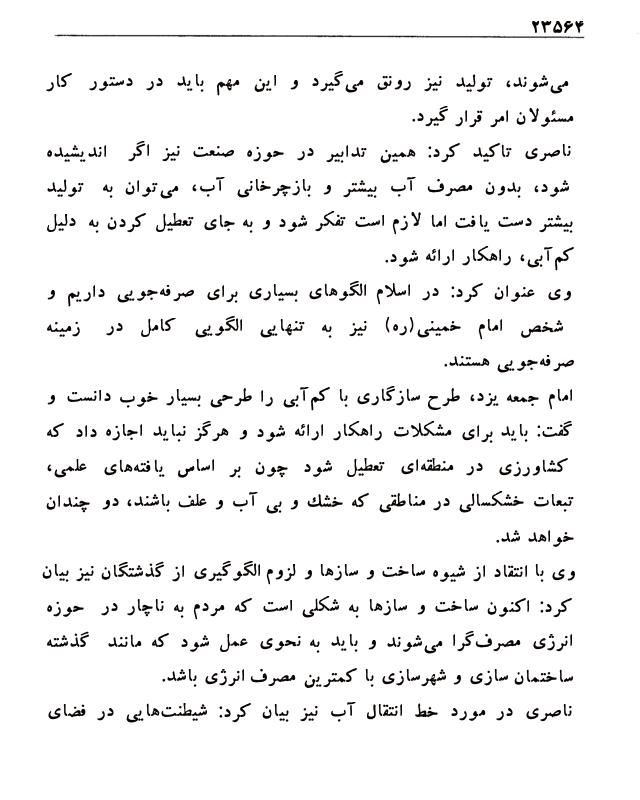 ۲۳۵۶۴
می‌شوند، تولید نیز رونق می‌گیرد و این مهم باید در دستور کار
مسئولان امر قرار گیرد.
ناصری تاکید کرد: همین تدابیر در حوزه صنعت نیز اگر اندیشیده
شود، بدون مصرف آب بیشتر و بازچرخانی آب، می‌توان به تولید
بیشتر دست یافت اما لازم است تفکر شود و به جای تعطیل کردن به دلیل
کم‌آبی، راهکار ارائه شود.
وی عنوان کرد: در اسلام الگوهای بسیاری برای صرفه‌جویی داریم و
شخص امام خمینی(ره) نیز به تنهایی الگویی کامل در زمینه
صرفه‌جویی هستند.
امام جمعه یزد، طرح سازگاری با کم‌آبی را طرحی بسیار خوب دانست و
گفت: باید برای مشکلات راهکار ارائه شود و هرگز نباید اجازه داد که
کشاورزی در منطقه‌ای تعطیل شود چون بر اساس یافته‌های علمی،
تبعات خشکسالی در مناطقی که خشك و بی آب و علف باشند، دو چندان
خواهد شد.
وی با انتقاد از شیوه ساخت و سازها و لزوم الگوگیری از گذشتگان نیز بیان
کرد: اکنون ساخت و سازها به شکلی است که مردم به ناچار در حوزه
انرژی مصرف‌گرا می‌شوند و باید به نحوی عمل شود که مانند گذشته
ساختمان سازی و شهرسازی با کمترین مصرف انرژی باشد.
ناصری در مورد خط انتقال آب نیز بیان کرد: شیطنت‌هایی در فضای